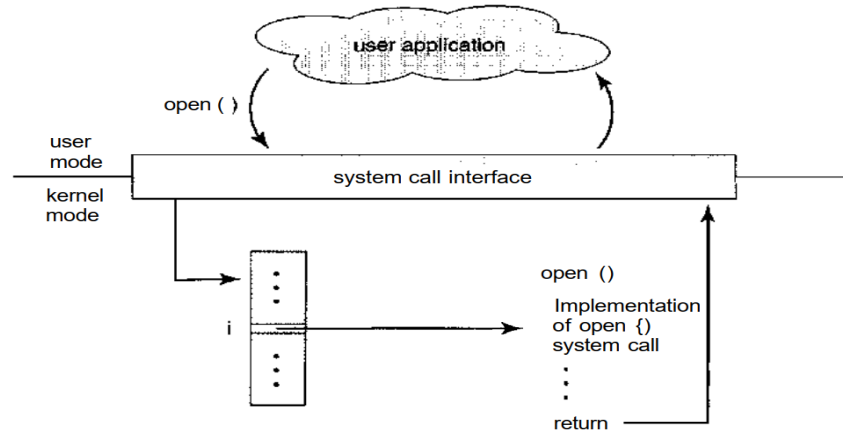 user application
open ( )
user
mode
system call interface
kernel
mode
open ()
Implementation
of open {)
system call
i
return